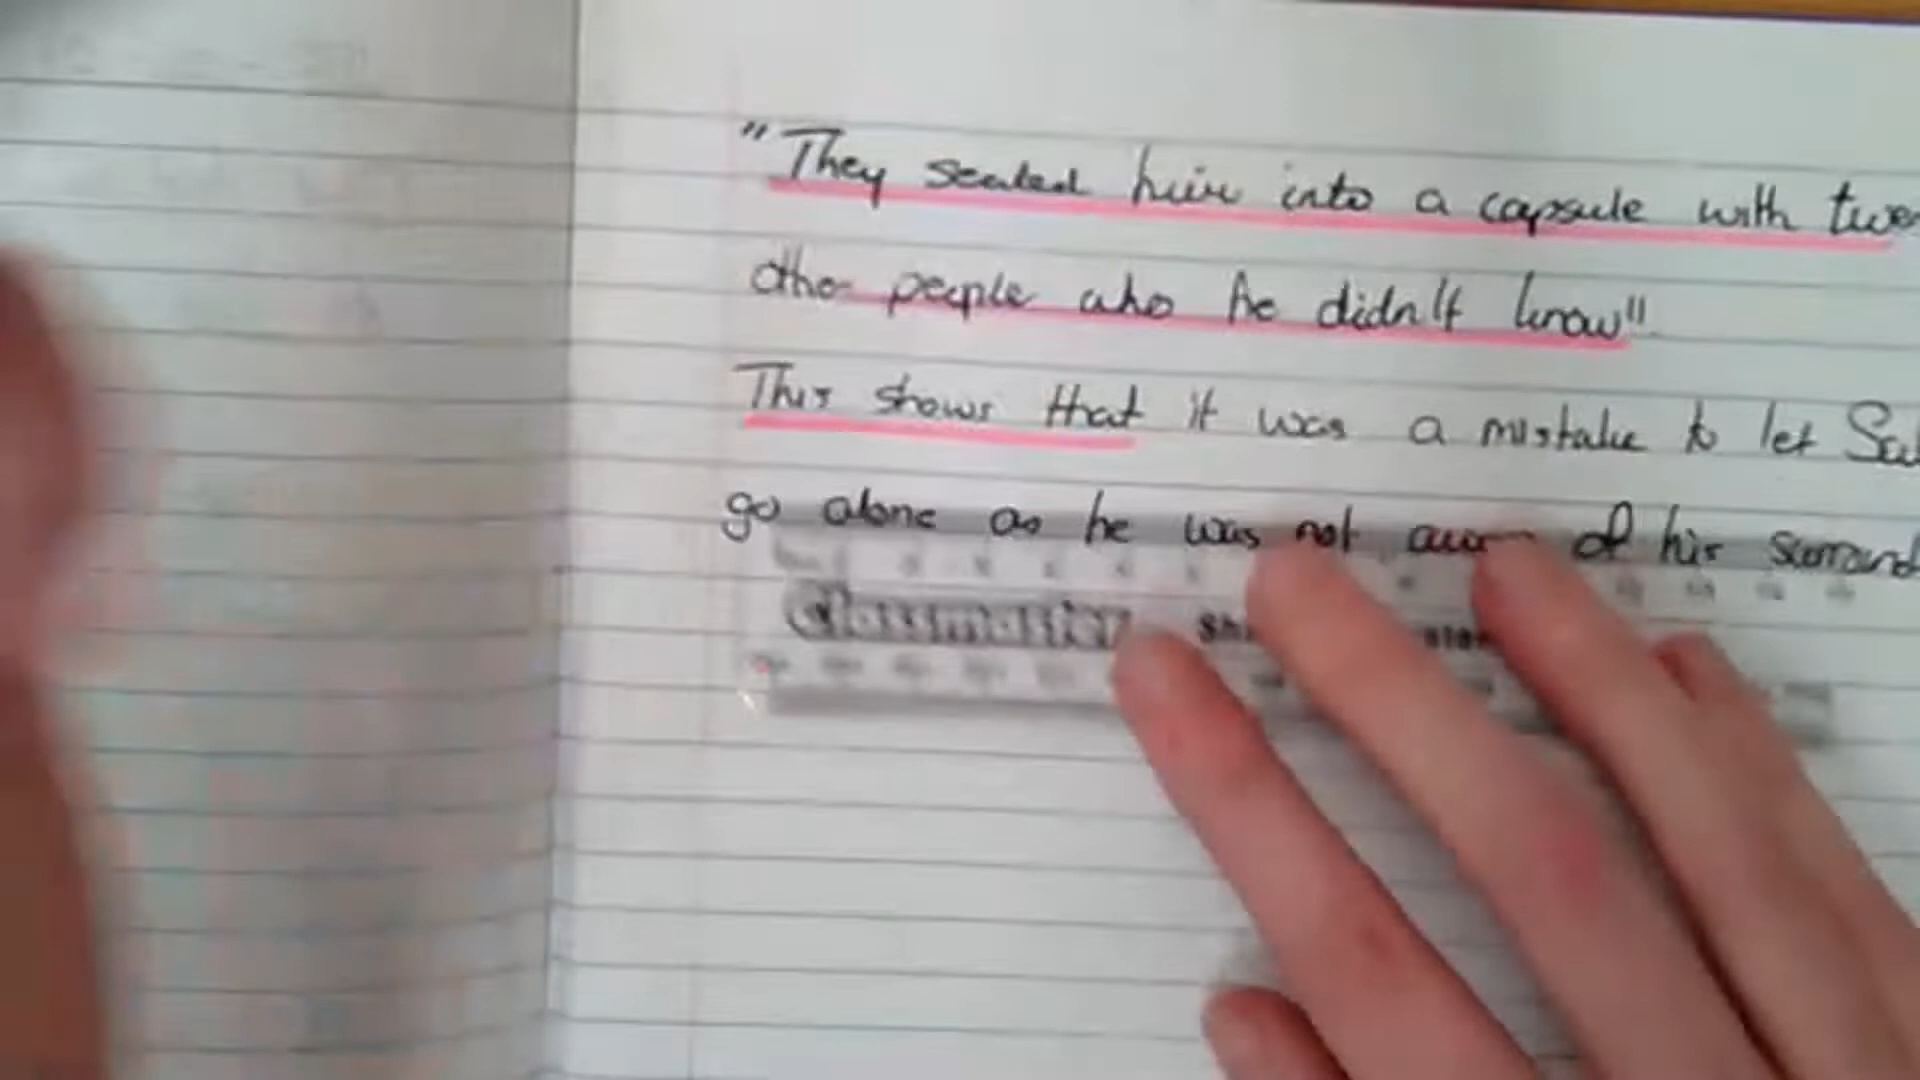 "They sealed him into a capsule with
other people who he didn't know"
This shows that it was a mistake to let
go alone as he was not of his
Classmaster